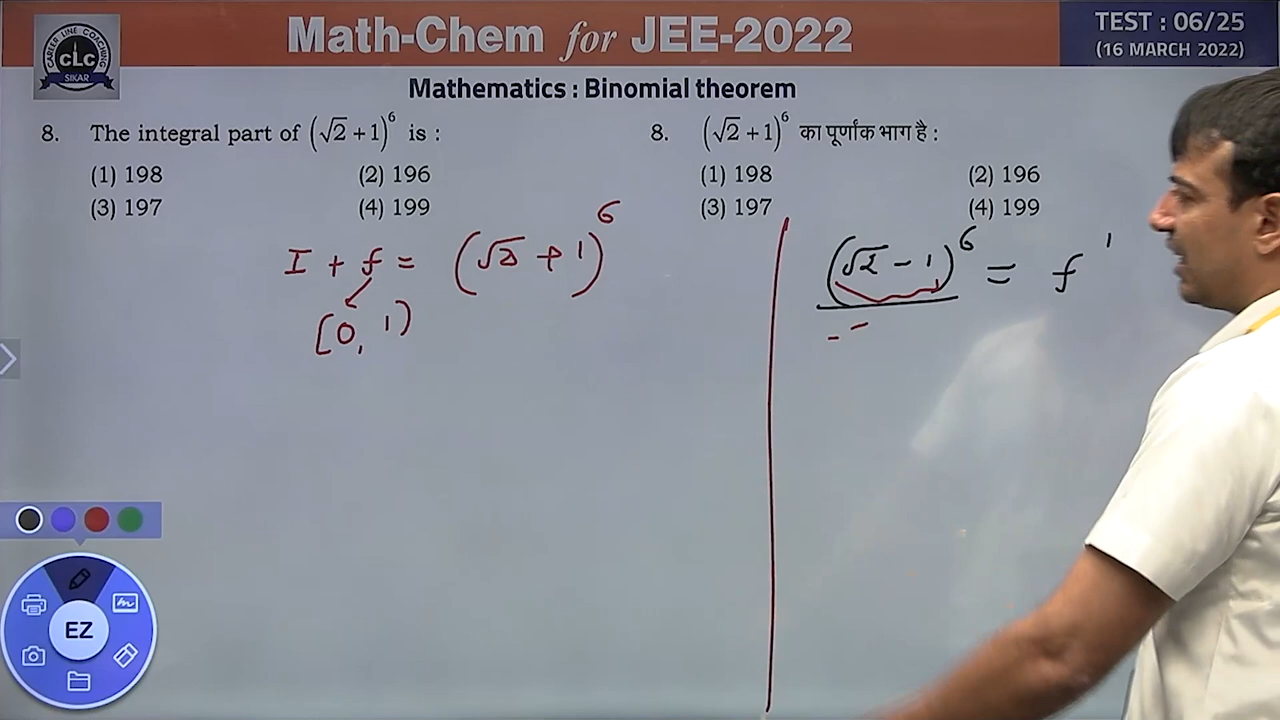 CAREER LINE COACHING
CLC
SIKAR
Math-Chem for JEE-2022
TEST : 06/25
(16 MARCH 2022)
Mathematics : Binomial theorem
8. The integral part of (√2 + 1)^6 is :
(1) 198 (2) 196
(3) 197 (4) 199
8. (√2 + 1)^6 का पूर्णांक भाग है :
(1) 198 (2) 196
(3) 197 (4) 199
I + f = (√2 + 1)^6
[0, 1)
(√2 - 1)^6 = f'
EZ